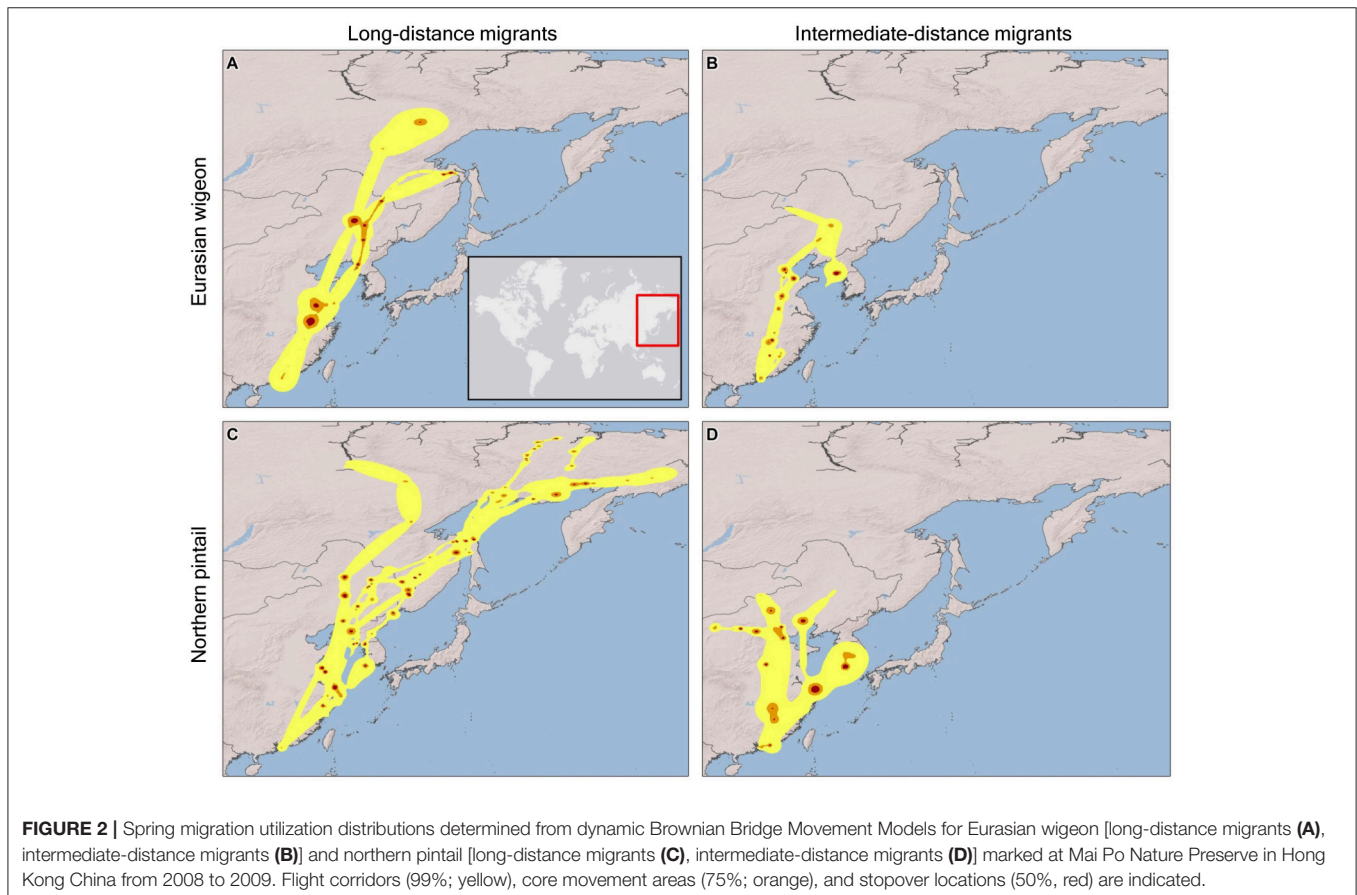 Long-distance migrants
Intermediate-distance migrants
A
B
Eurasian wigeon
C
D
Northern pintail
FIGURE 2 | Spring migration utilization distributions determined from dynamic Brownian Bridge Movement Models for Eurasian wigeon [long-distance migrants (A),
intermediate-distance migrants (B)] and northern pintail [long-distance migrants (C), intermediate-distance migrants (D)] marked at Mai Po Nature Preserve in Hong
Kong China from 2008 to 2009. Flight corridors (99%; yellow), core movement areas (75%; orange), and stopover locations (50%, red) are indicated.